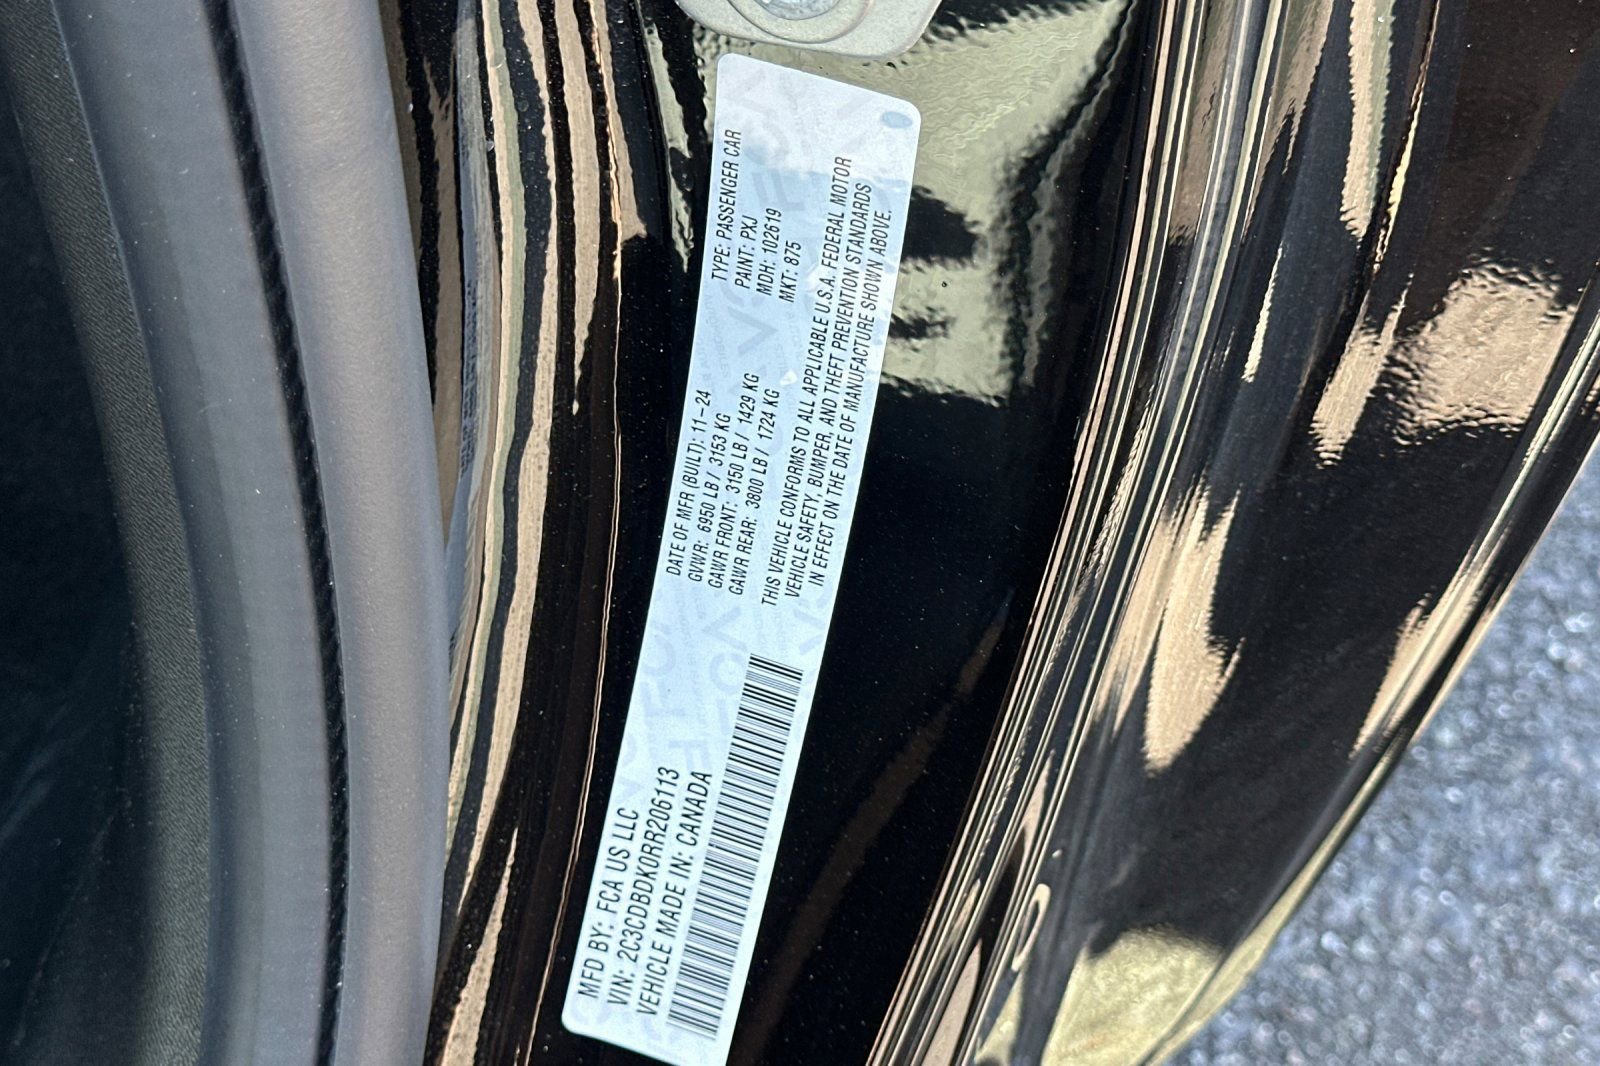 MFD BY: FCA US LLC
DATE OF MFR (BUILT): 11-24
TYPE: PASSENGER CAR
VIN: 2C3CDBDK0RR206113
GVWR: 6950 LB / 3153 KG
PAINT: PXJ
VEHICLE MADE IN: CANADA
GAWR FRONT: 3150 LB / 1429 KG
MDH: 102619
GAWR REAR: 3800 LB / 1724 KG
MKT: 875
THIS VEHICLE CONFORMS TO ALL APPLICABLE U.S.A. FEDERAL MOTOR
VEHICLE SAFETY, BUMPER, AND THEFT PREVENTION STANDARDS
IN EFFECT ON THE DATE OF MANUFACTURE SHOWN ABOVE.